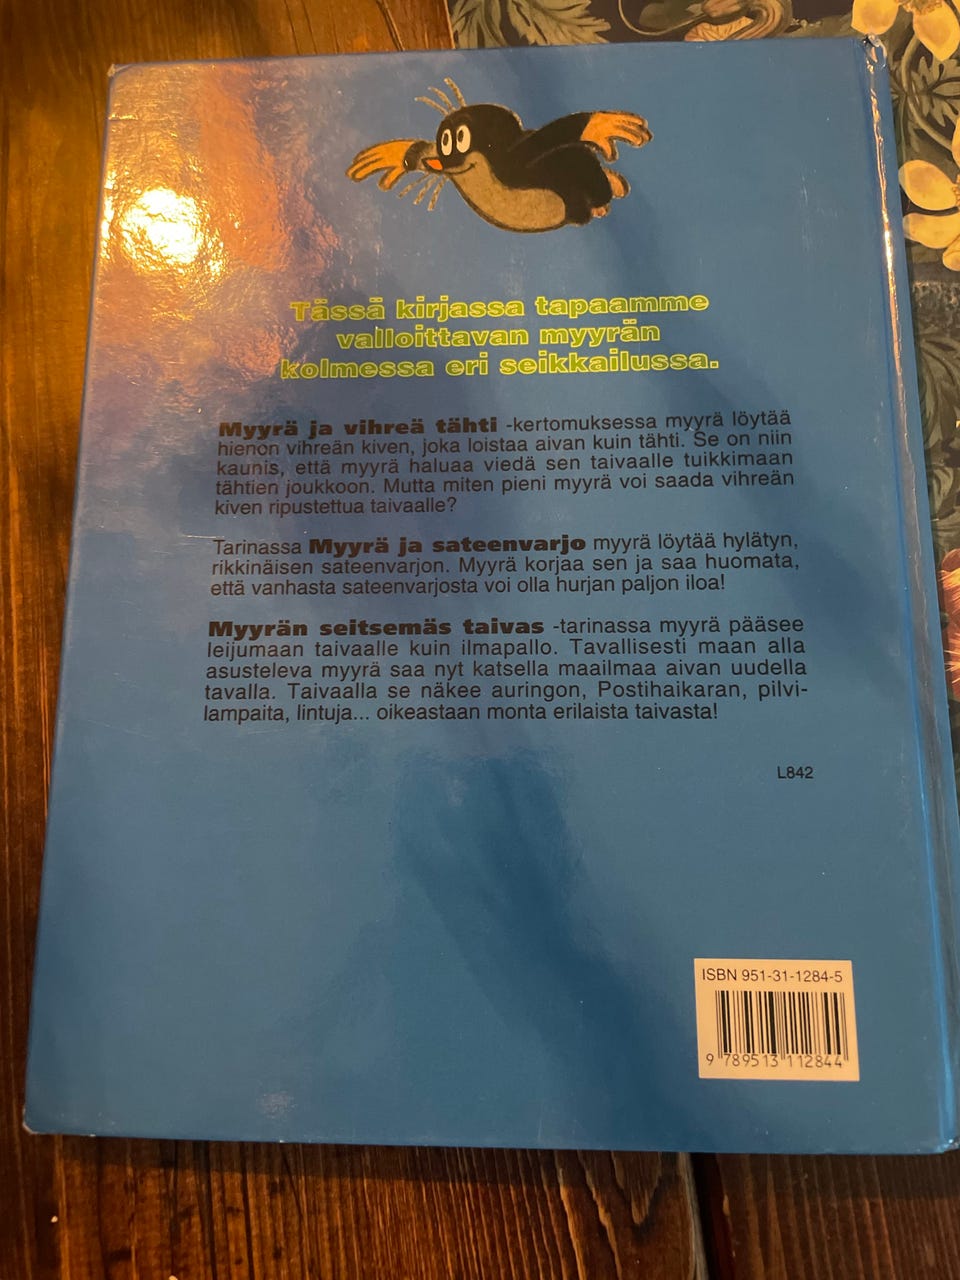 Tässä kirjassa tapaamme
valloittavan myyrän
kolmessa eri seikkailussa.
Myyrä ja vihreä tähti -kertomuksessa myyrä löytää
hienon vihreän kiven, joka loistaa aivan kuin tähti. Se on niin
kaunis, että myyrä haluaa viedä sen taivaalle tuikkimaan
tähtien joukkoon. Mutta miten pieni myyrä voi saada vihreän
kiven ripustettua taivaalle?
Tarinassa Myyrä ja sateenvarjo myyrä löytää hylätyn,
rikkinäisen sateenvarjon. Myyrä korjaa sen ja saa huomata,
että vanhasta sateenvarjosta voi olla hurjan paljon iloa!
Myyrän seitsemäs taivas -tarinassa myyrä pääsee
leijumaan taivaalle kuin ilmapallo. Tavallisesti maan alla
asusteleva myyrä saa nyt katsella maailmaa aivan uudella
tavalla. Taivaalla se näkee auringon, Postihaikaran, pilvi-
lampaita, lintuja... oikeastaan monta erilaista taivasta!
L842
ISBN 951-31-1284-5
9 789513 112844